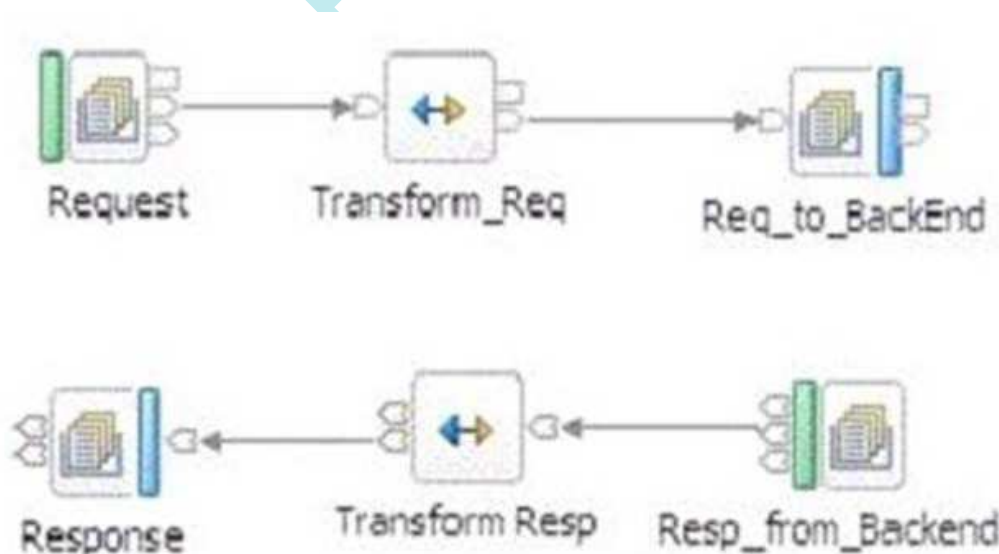 Request
Transform_Req
Req_to_BackEnd
Response
Transform Resp
Resp_from_Backend